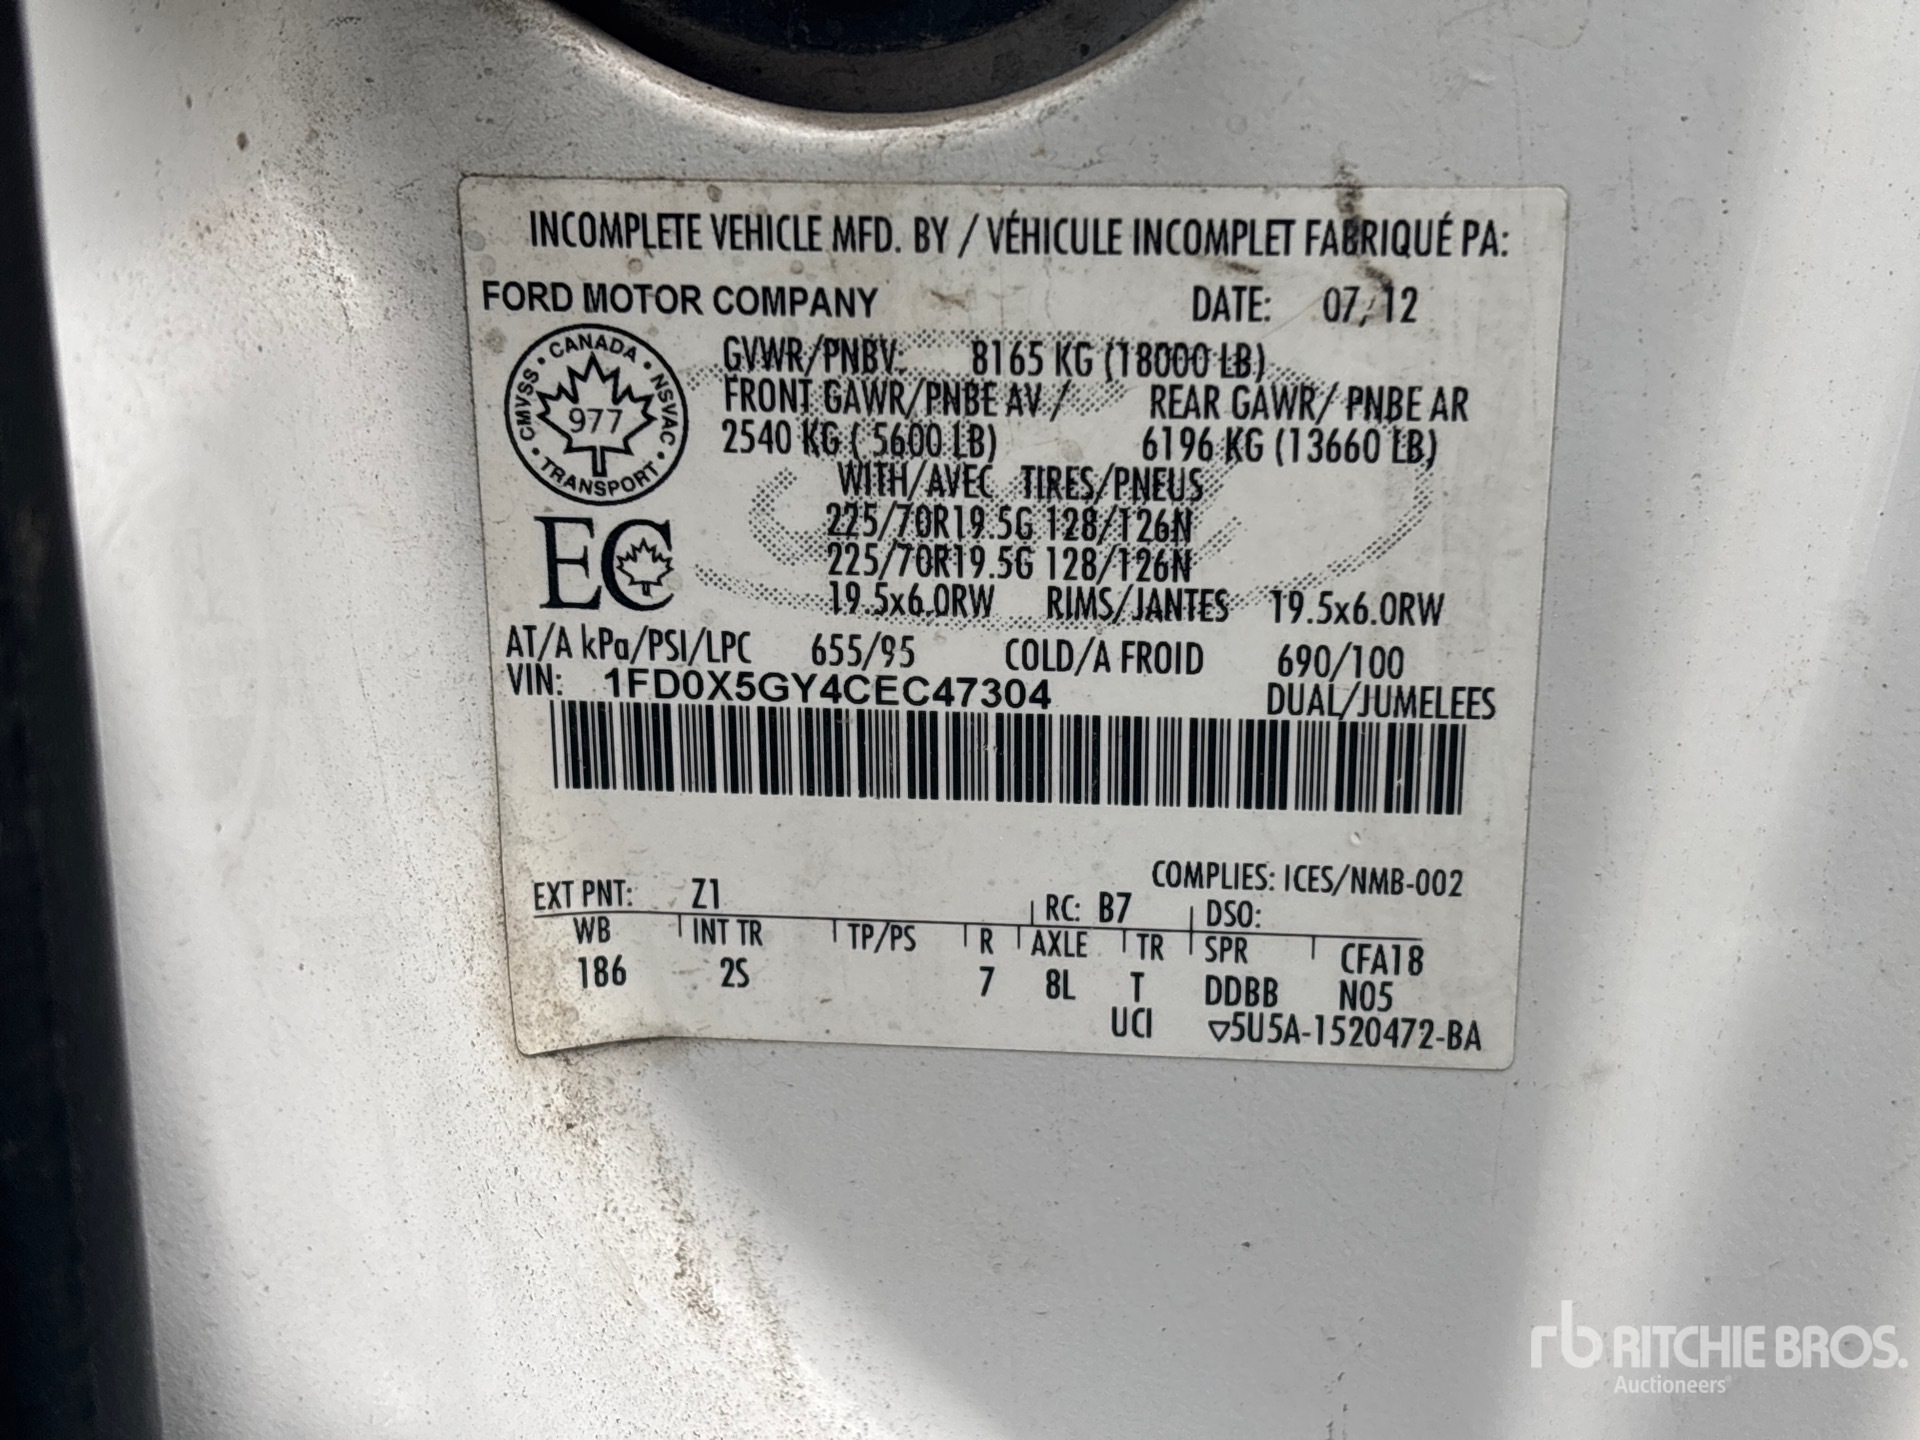 INCOMPLETE VEHICLE MFD. BY / VÉHICULE INCOMPLET FABRIQUÉ PA:
FORD MOTOR COMPANY DATE: 07/12
CANADA CMVSS NSVAC 977 TRANSPORT
GVWR/PNBV: 8165 KG (18000 LB)
FRONT GAWR/PNBE AV / REAR GAWR/ PNBE AR
2540 KG ( 5600 LB) 6196 KG (13660 LB)
WITH/AVEC TIRES/PNEUS
225/70R19.5G 128/126N
225/70R19.5G 128/126N
EC
19.5x6.0RW RIMS/JANTES 19.5x6.0RW
AT/A kPa/PSI/LPC 655/95 COLD/A FROID 690/100
VIN: 1FD0X5GY4CEC47304 DUAL/JUMELEES
COMPLIES: ICES/NMB-002
EXT PNT: Z1 RC: B7 DSO:
WB INT TR TP/PS R AXLE TR SPR CFA18
186 2S 7 8L T DDBB N05
UCI ▽5U5A-1520472-BA
rb RITCHIE BROS.
Auctioneers